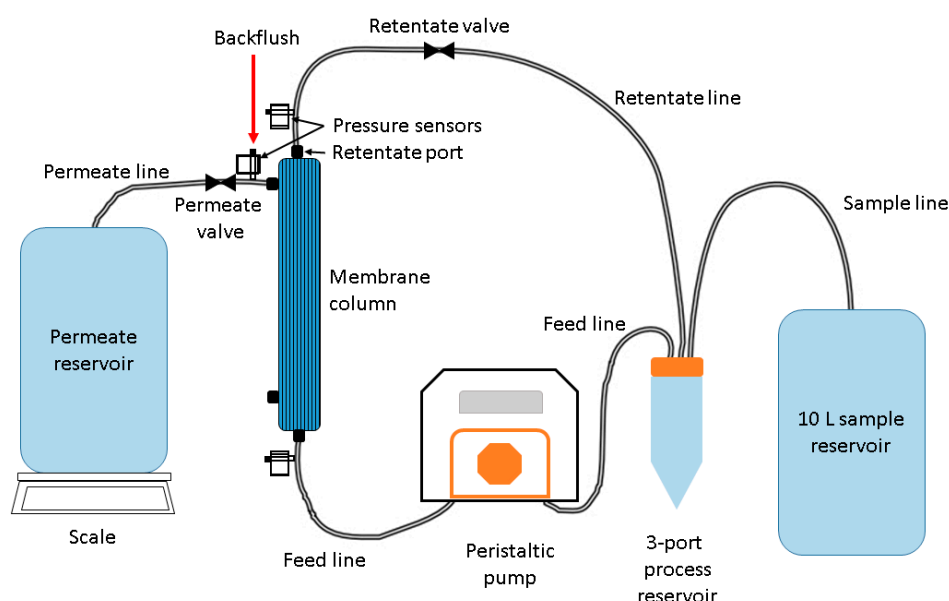 Backflush
Retentate valve
Retentate line
Pressure sensors
Retentate port
Permeate line
Permeate
valve
Sample line
Membrane
column
Feed line
Permeate
reservoir
10 L sample
reservoir
Scale
Feed line
Peristaltic
pump
3-port
process
reservoir